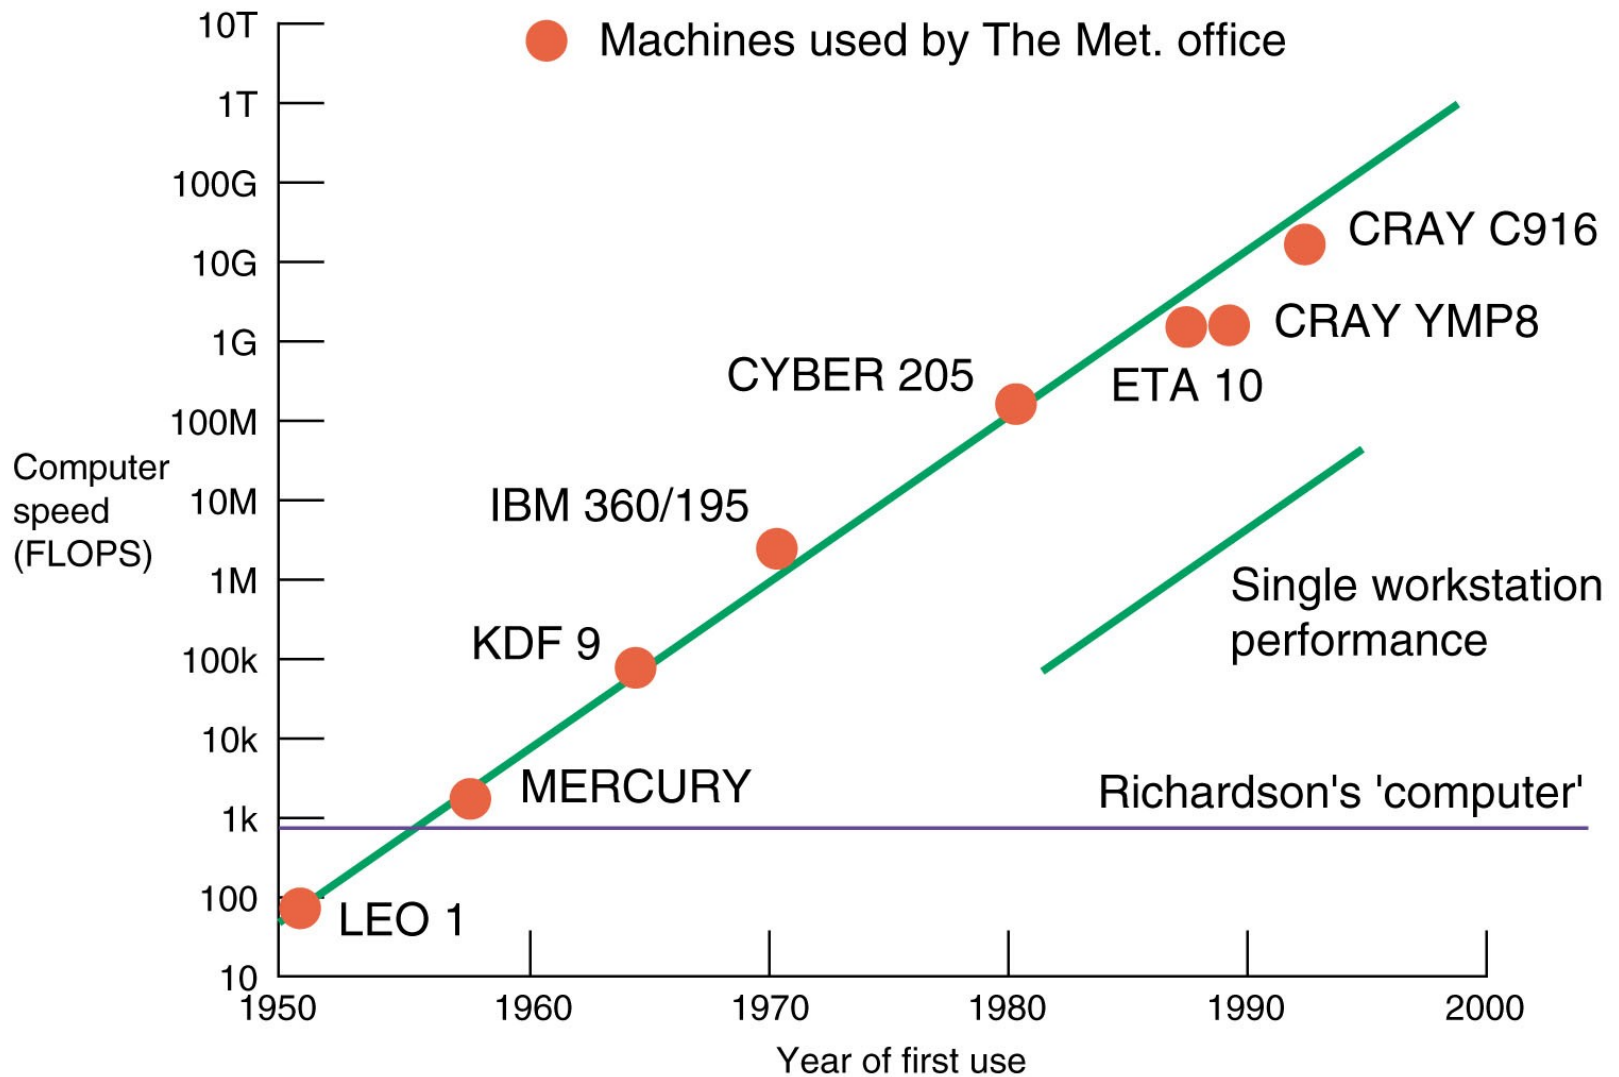 10T
Machines used by The Met. office
1T
100G
CRAY C916
10G
CRAY YMP8
1G
CYBER 205
ETA 10
100M
Computer
speed
(FLOPS)
10M
IBM 360/195
1M
Single workstation
performance
100k
KDF 9
10k
MERCURY
Richardson's 'computer'
1k
100
LEO 1
10
1950 1960 1970 1980 1990 2000
Year of first use